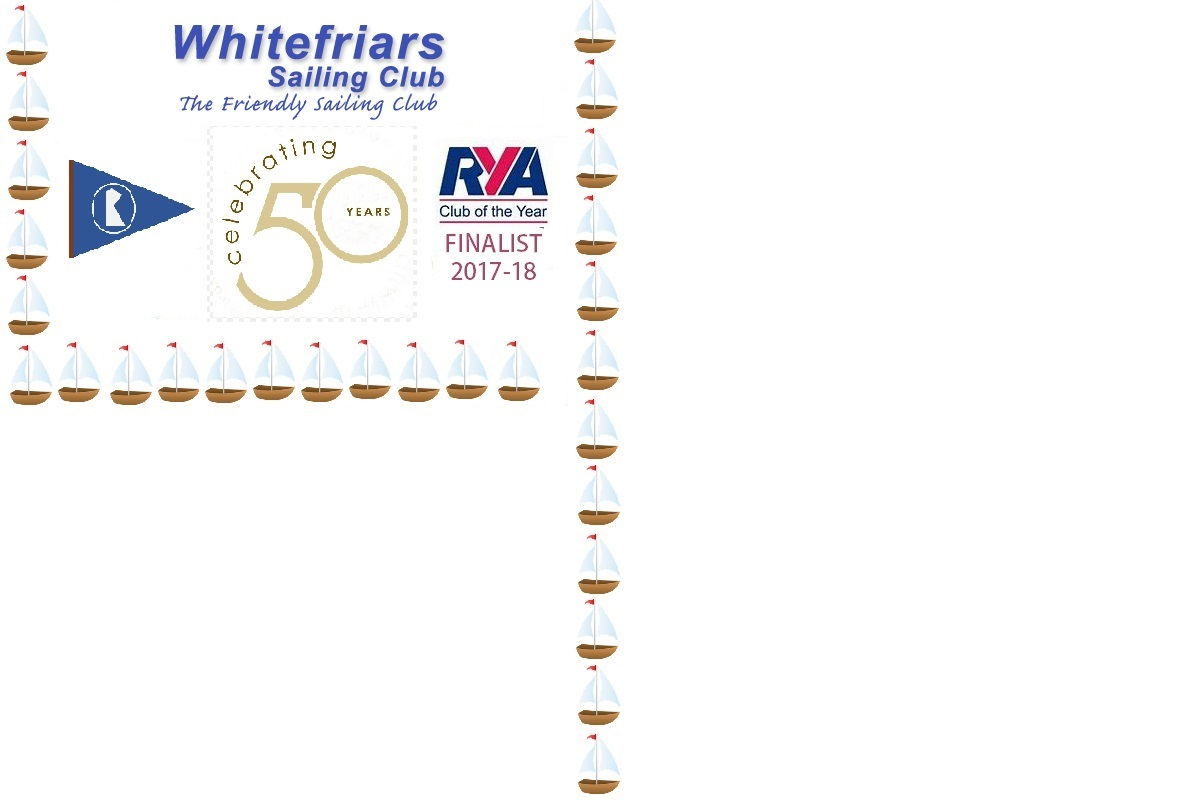 Whitefriars
Sailing Club
The Friendly Sailing Club
celebrating
50
YEARS
RYA
Club of the Year
FINALIST
2017-18